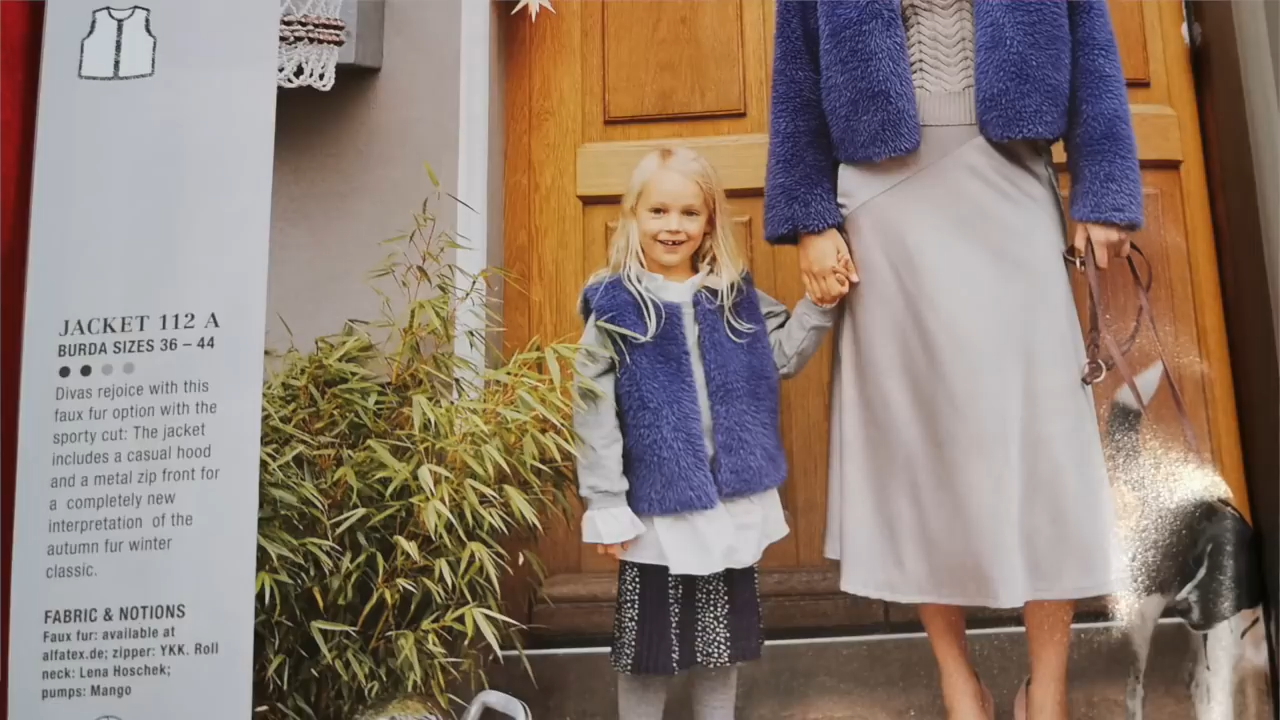 JACKET 112 A
BURDA SIZES 36 – 44
Divas rejoice with this
faux fur option with the
sporty cut: The jacket
includes a casual hood
and a metal zip front for
a completely new
interpretation of the
autumn fur winter
classic.
FABRIC & NOTIONS
Faux fur: available at
alfatex.de; zipper: YKK. Roll
neck: Lena Hoschek;
pumps: Mango